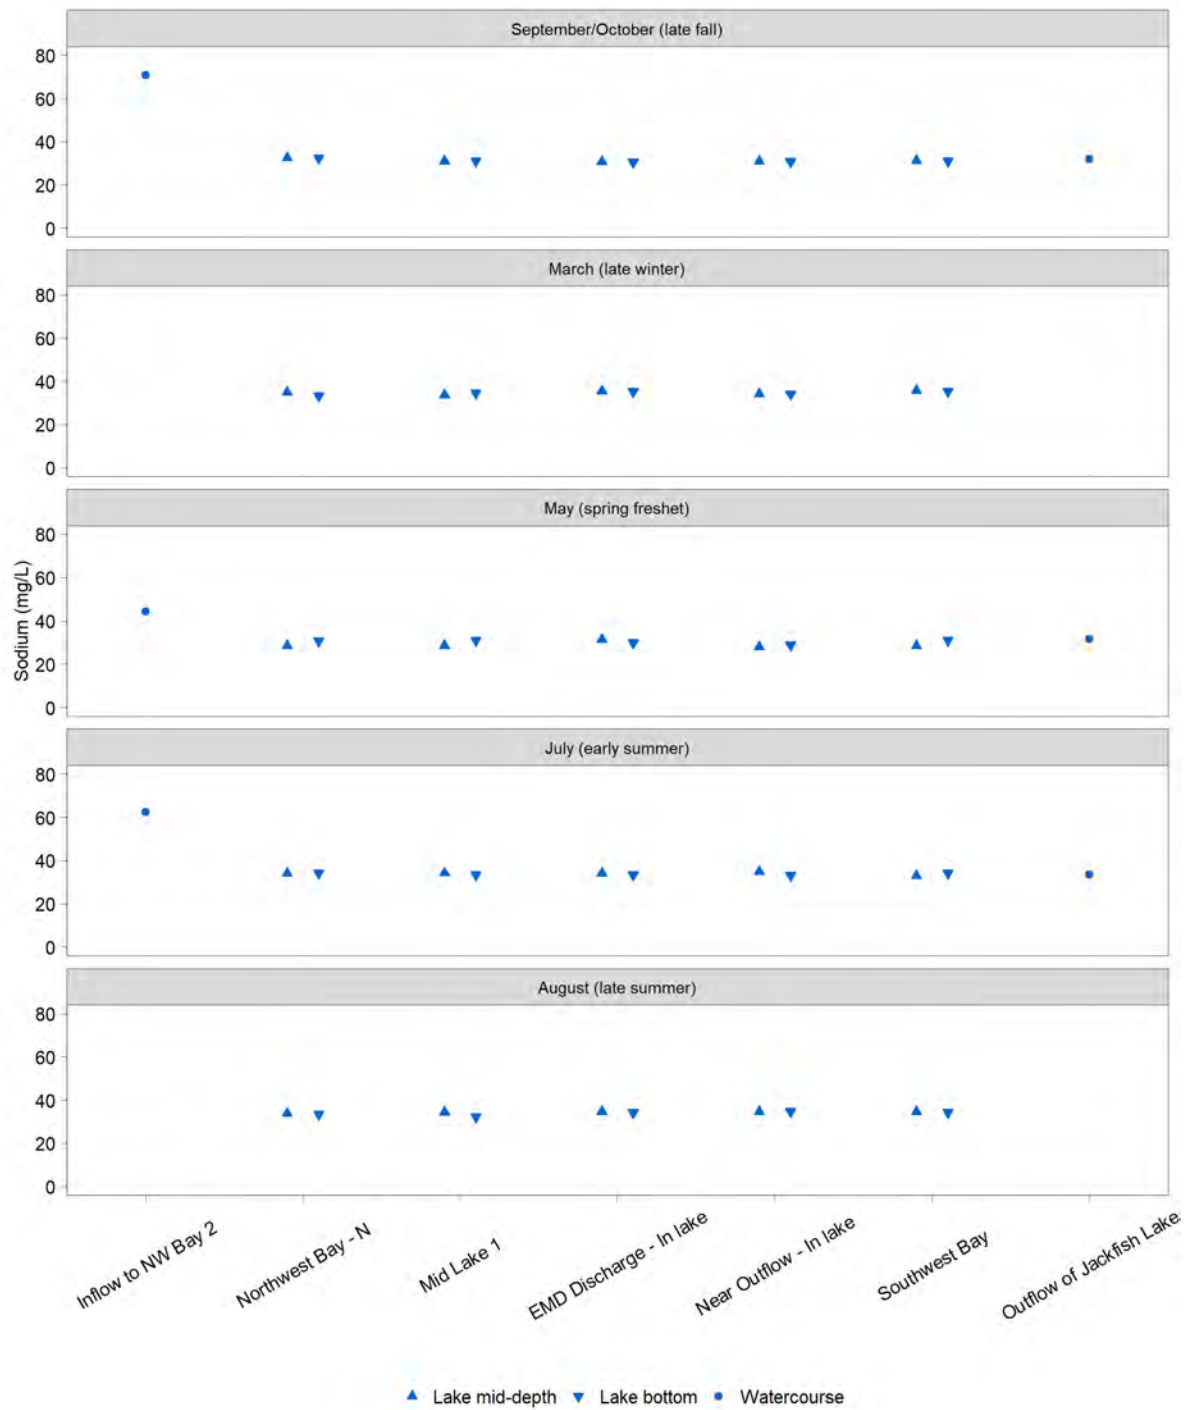 September/October (late fall)
80
60
40
20
0
March (late winter)
80
60
40
20
0
May (spring freshet)
80
60
40
20
0
Sodium (mg/L)
July (early summer)
80
60
40
20
0
August (late summer)
80
60
40
20
0
Inflow to NW Bay 2
Northwest Bay - N
Mid Lake 1
EMD Discharge - In lake
Near Outflow - In lake
Southwest Bay
Outflow of Jackfish Lake
Lake mid-depth Lake bottom Watercourse